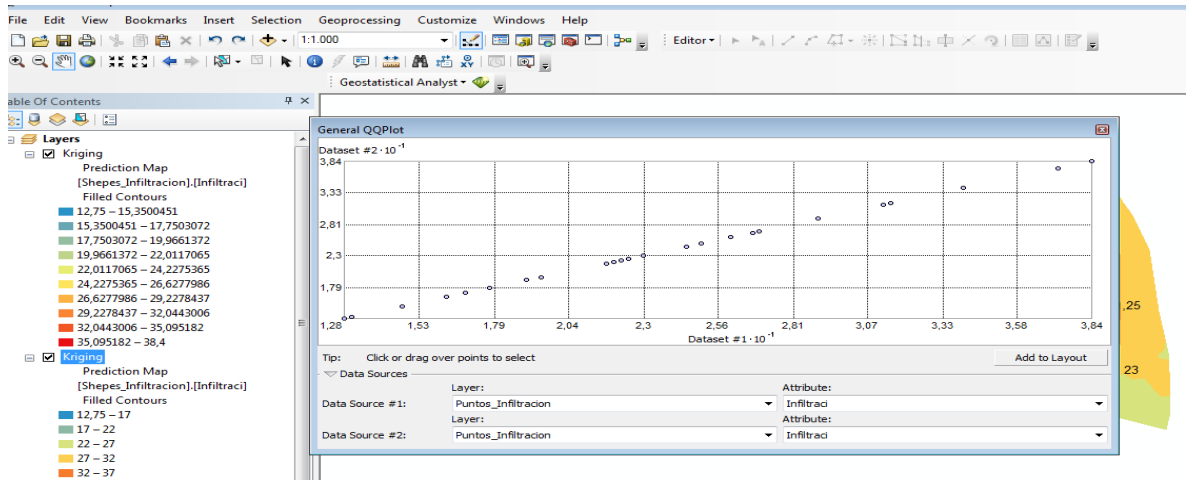 File Edit View Bookmarks Insert Selection Geoprocessing Customize Windows Help
1:1.000
Editor
Geostatistical Analyst
able Of Contents
Layers
Kriging
Prediction Map
[Shepes_Infiltracion].[Infiltraci]
Filled Contours
12,75 – 15,3500451
15,3500451 – 17,7503072
17,7503072 – 19,9661372
19,9661372 – 22,0117065
22,0117065 – 24,2275365
24,2275365 – 26,6277986
26,6277986 – 29,2278437
29,2278437 – 32,0443006
32,0443006 – 35,095182
35,095182 – 38,4
Kriging
Prediction Map
[Shepes_Infiltracion].[Infiltraci]
Filled Contours
12,75 – 17
17 – 22
22 – 27
27 – 32
32 – 37
General QQPlot
Dataset #2·10 -1
3,84
3,33
2,81
2,3
1,79
1,28 1,53 1,79 2,04 2,3 2,56 2,81 3,07 3,33 3,58 3,84
Dataset #1·10 -1
Tip: Click or drag over points to select
Add to Layout
Data Sources
Layer: Attribute:
Data Source #1: Puntos_Infiltracion Infiltraci
Layer: Attribute:
Data Source #2: Puntos_Infiltracion Infiltraci
,25
23